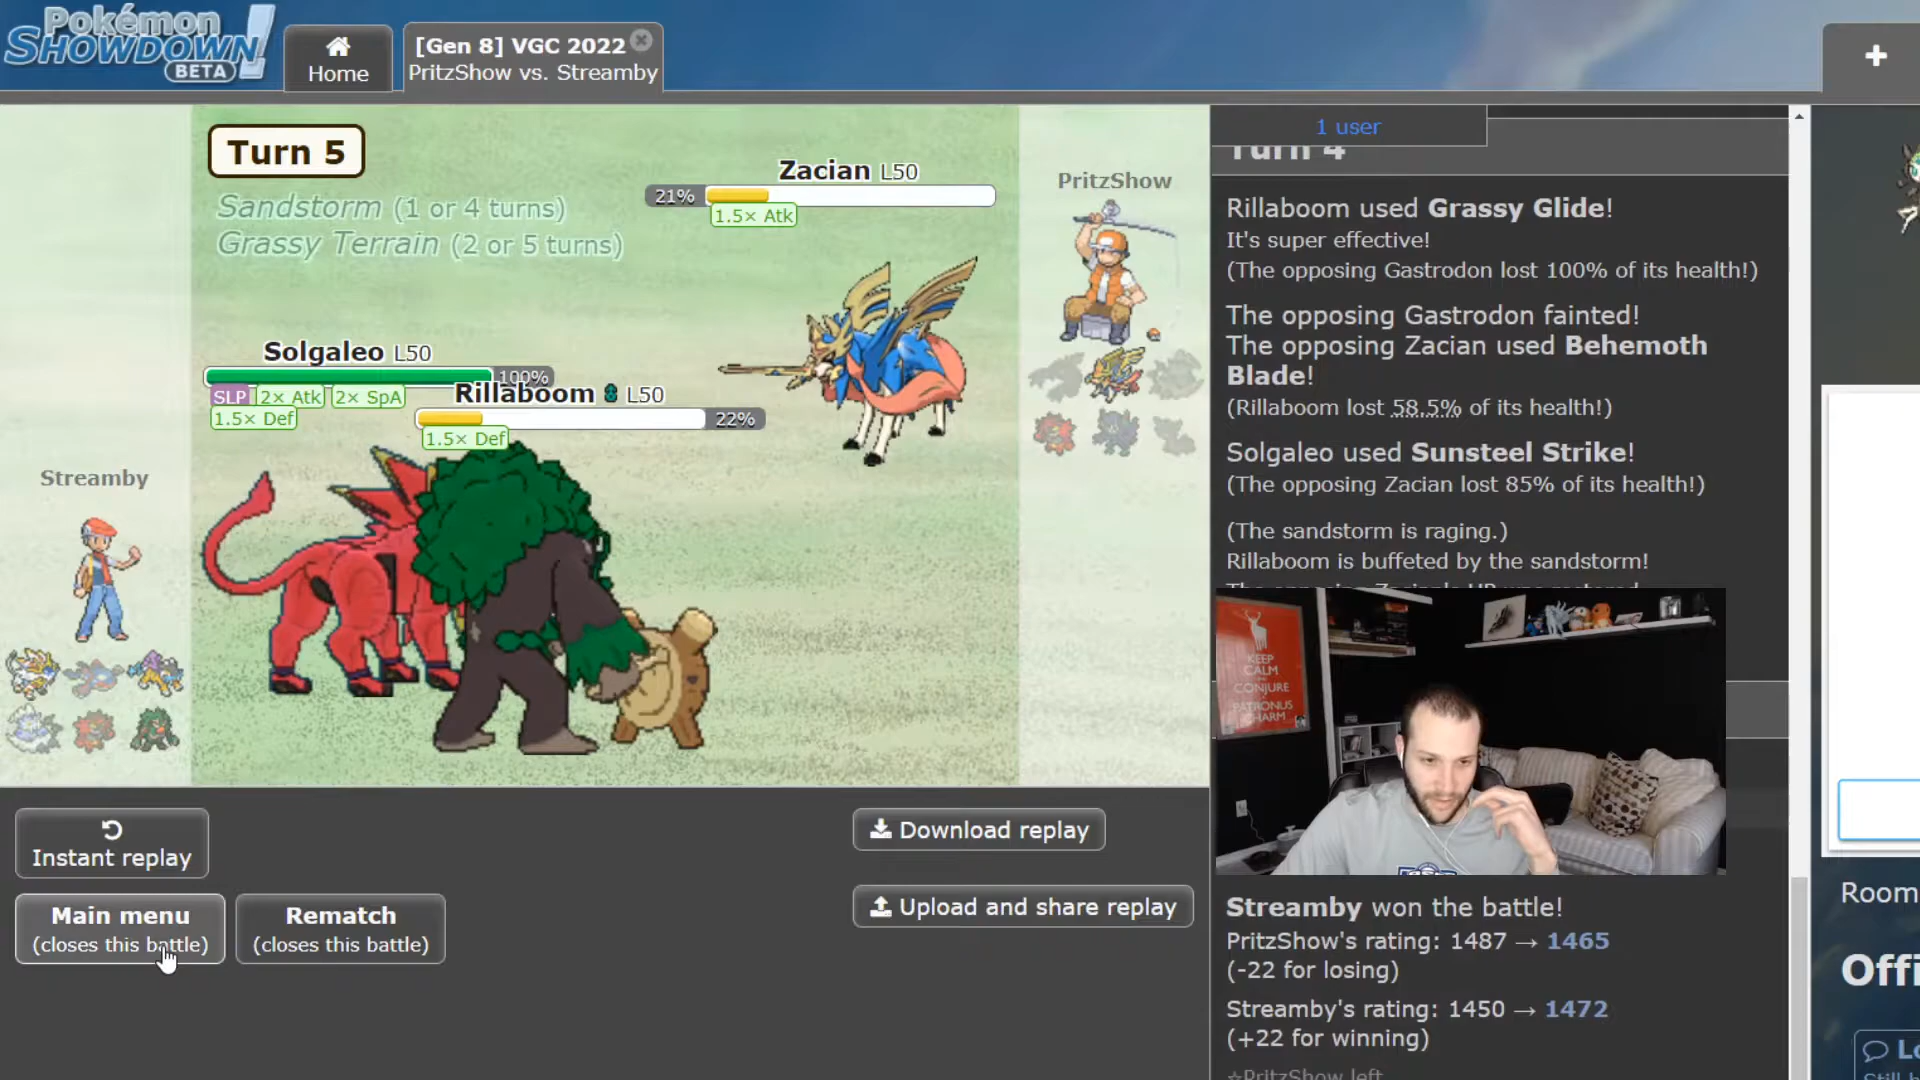 Pokémon
SHOWDOWN!
BETA
Home
[Gen 8] VGC 2022
PritzShow vs. Streamby
Turn 5
Sandstorm (1 or 4 turns)
Grassy Terrain (2 or 5 turns)
Zacian L50
21%
1.5× Atk
PritzShow
Solgaleo L50
100%
SLP 2× Atk 2× SpA
1.5× Def
Rillaboom L50
22%
1.5× Def
Streamby
Instant replay
Main menu
(closes this battle)
Rematch
(closes this battle)
Download replay
Upload and share replay
1 user
Turn 4
Rillaboom used Grassy Glide!
It's super effective!
(The opposing Gastrodon lost 100% of its health!)
The opposing Gastrodon fainted!
The opposing Zacian used Behemoth
Blade!
(Rillaboom lost 58.5% of its health!)
Solgaleo used Sunsteel Strike!
(The opposing Zacian lost 85% of its health!)
(The sandstorm is raging.)
Rillaboom is buffeted by the sandstorm!
KEEP
CALM
CONJURE
PATRONUS
CHARM
Streamby won the battle!
PritzShow's rating: 1487 → 1465
(-22 for losing)
Streamby's rating: 1450 → 1472
(+22 for winning)
☆PritzShow left
Room
Offi